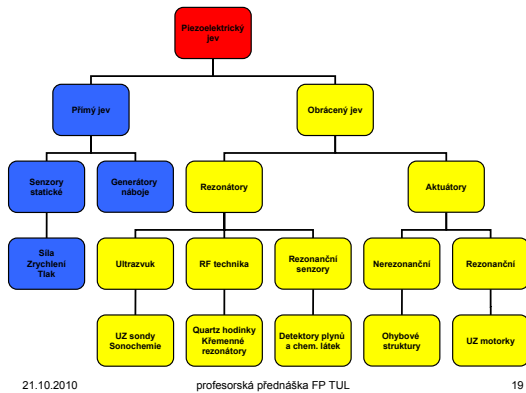 Piezoelektrický
jev
Přímý jev
Obrácený jev
Senzory
statické
Generátory
náboje
Rezonátory
Aktuátory
Síla
Zrychlení
Tlak
Ultrazvuk
RF technika
Rezonanční
senzory
Nerezonanční
Rezonanční
UZ sondy
Sonochemie
Quartz hodinky
Křemenné
rezonátory
Detektory plynů
a chem. látek
Ohybové
struktury
UZ motorky
21.10.2010
profesorská přednáška FP TUL
19